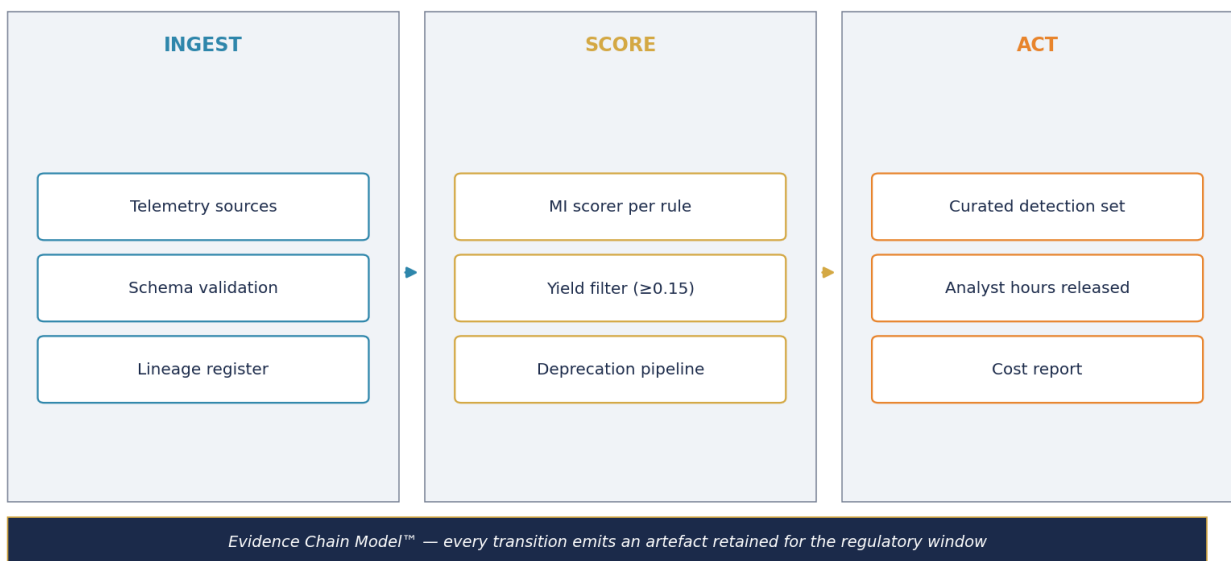 INGEST
Telemetry sources
Schema validation
Lineage register
SCORE
MI scorer per rule
Yield filter (≥0.15)
Deprecation pipeline
ACT
Curated detection set
Analyst hours released
Cost report
Evidence Chain Model™ — every transition emits an artefact retained for the regulatory window